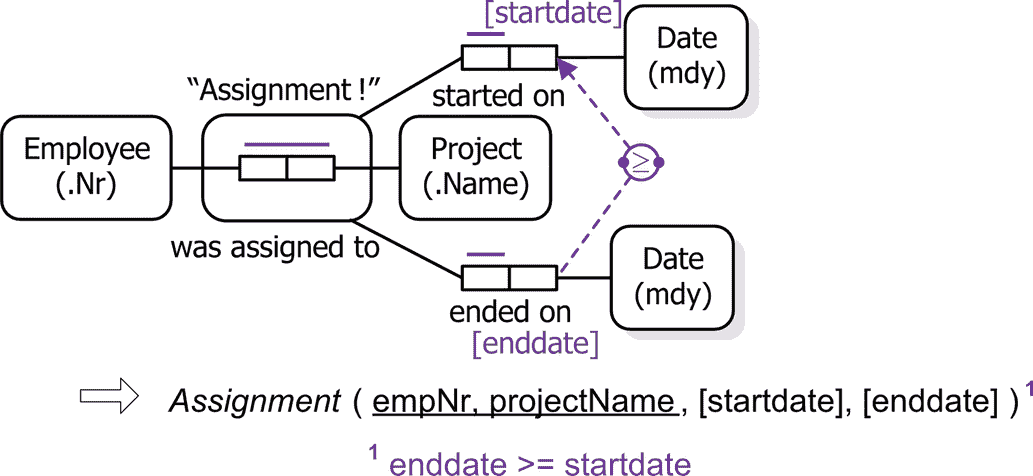 [startdate]
Date
(mdy)
“Assignment !”
started on
Employee
(.Nr)
Project
(.Name)
≥
was assigned to
Date
(mdy)
ended on
[enddate]
Assignment ( empNr, projectName , [startdate], [enddate] ) 1
1 enddate >= startdate